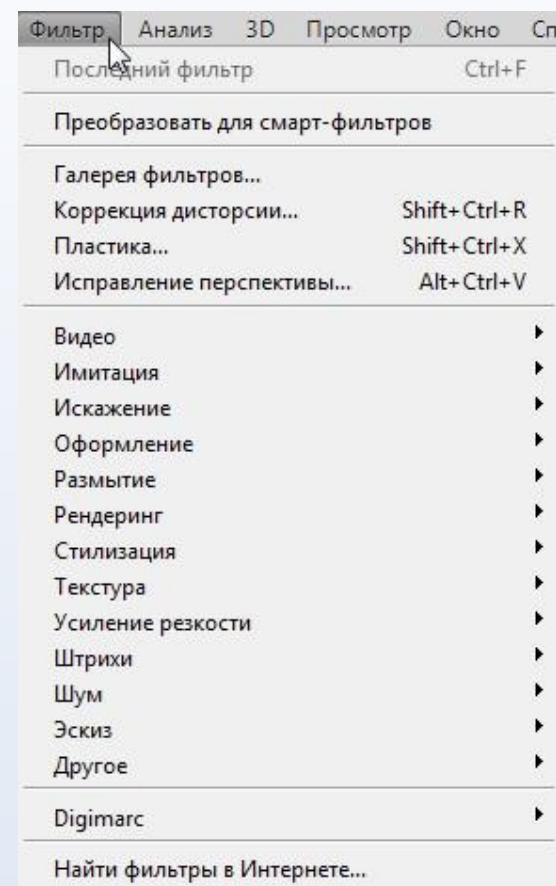 Фильтр Анализ 3D Просмотр Окно Сп
Последний фильтр Ctrl+F
Преобразовать для смарт-фильтров
Галерея фильтров...
Коррекция дисторсии... Shift+Ctrl+R
Пластика... Shift+Ctrl+X
Исправление перспективы... Alt+Ctrl+V
Видео
Имитация
Искажение
Оформление
Размытие
Рендеринг
Стилизация
Текстура
Усиление резкости
Штрихи
Шум
Эскиз
Другое
Digimarc
Найти фильтры в Интернете...